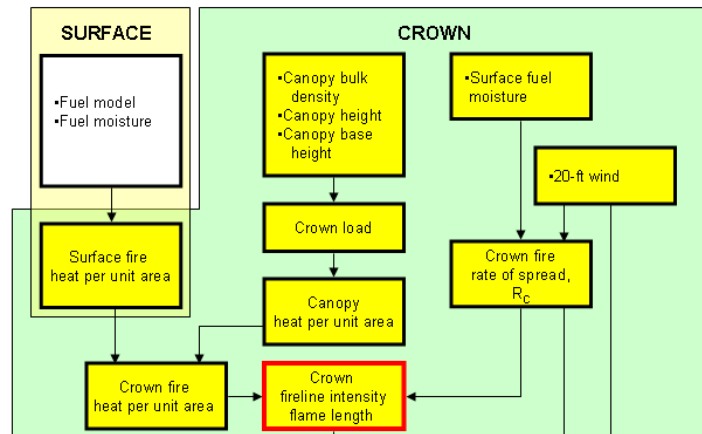 SURFACE
▪Fuel model
▪Fuel moisture
Surface fire
heat per unit area
CROWN
▪Canopy bulk
density
▪Canopy height
▪Canopy base
height
Crown load
Canopy
heat per unit area
▪Surface fuel
moisture
▪20-ft wind
Crown fire
rate of spread,
RC
Crown fire
heat per unit area
Crown
fireline intensity
flame length